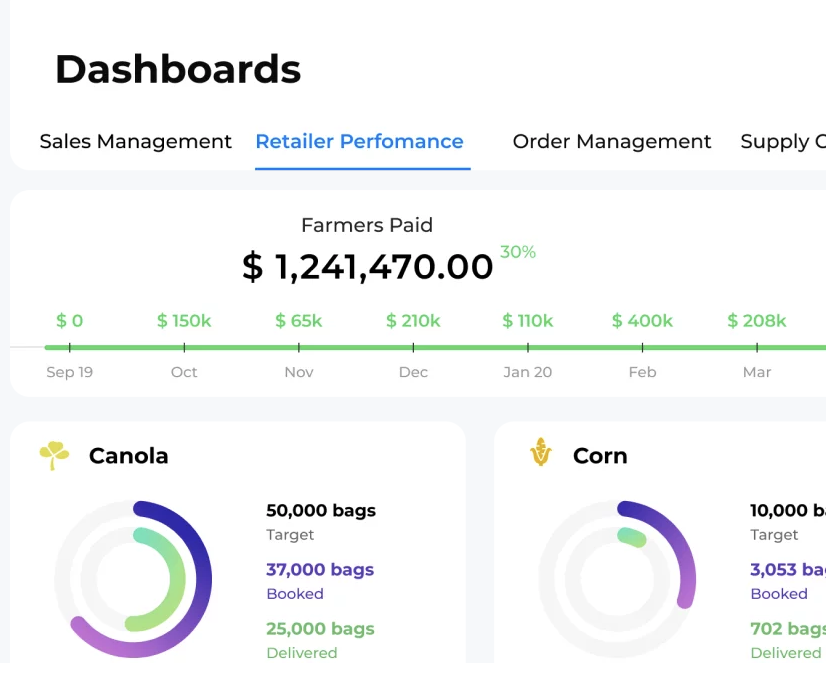 Dashboards
Sales Management Retailer Perfomance Order Management Supply
Farmers Paid
$ 1,241,470.00 30%
$ 0 $ 150k $ 65k $ 210k $ 110k $ 400k $ 208k
Sep 19 Oct Nov Dec Jan 20 Feb Mar
Canola
50,000 bags
Target
37,000 bags
Booked
25,000 bags
Delivered
Corn
10,000
Target
3,053
Booked
702 bags
Delivered